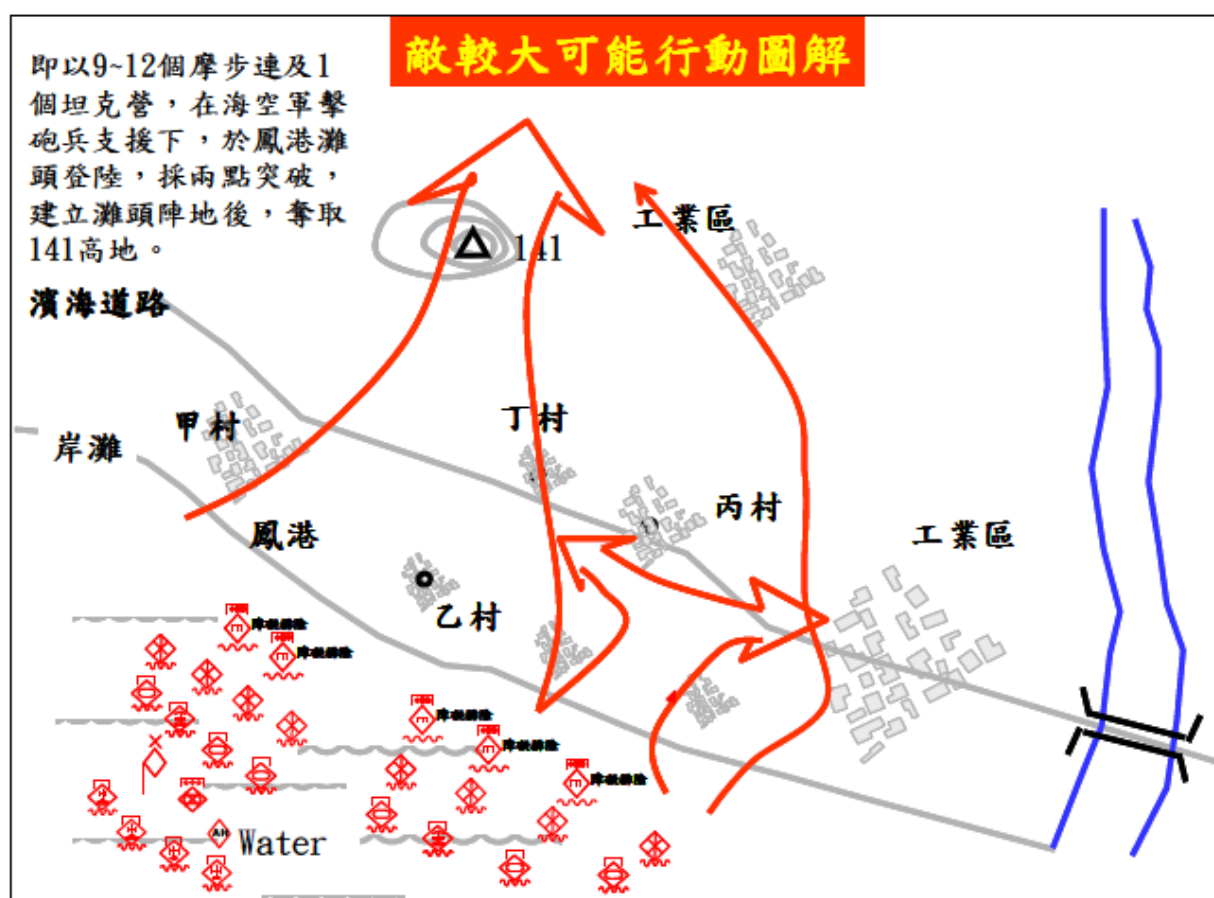 敵較大可能行動圖解
即以9~12個摩步連及1
個坦克營，在海空軍擊
砲兵支援下，於鳳港灘
頭登陸，採兩點突破，
建立灘頭陣地後，奪取
141高地。
工業區
141
濱海道路
甲村
丁村
岸灘
丙村
鳳港
工業區
乙村
E
E
E
E
E
AH
Water